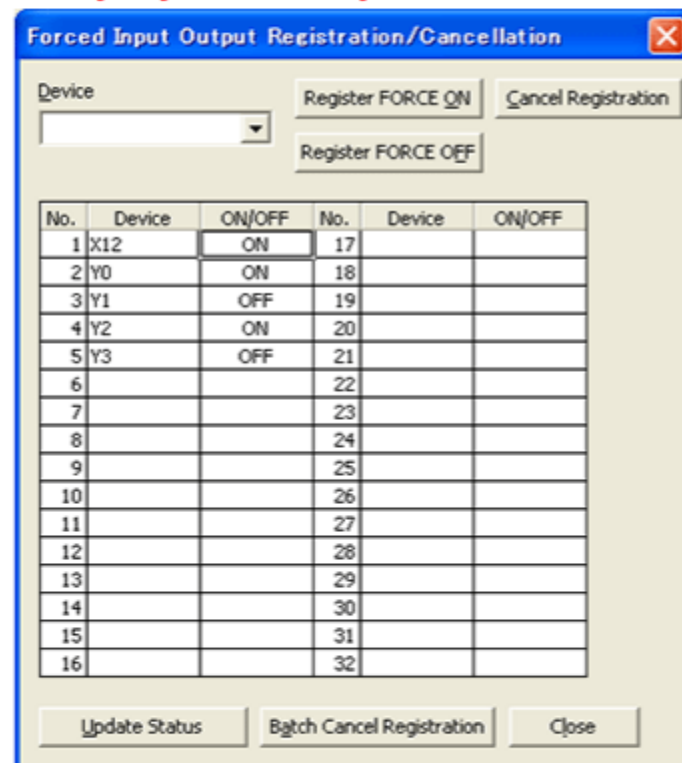 Forced Input Output Registration/Cancellation
Device
Register FORCE ON
Cancel Registration
Register FORCE OFF
No. Device ON/OFF No. Device ON/OFF
1 X12 ON 17
2 Y0 ON 18
3 Y1 OFF 19
4 Y2 ON 20
5 Y3 OFF 21
6 22
7 23
8 24
9 25
10 26
11 27
12 28
13 29
14 30
15 31
16 32
Update Status Batch Cancel Registration Close